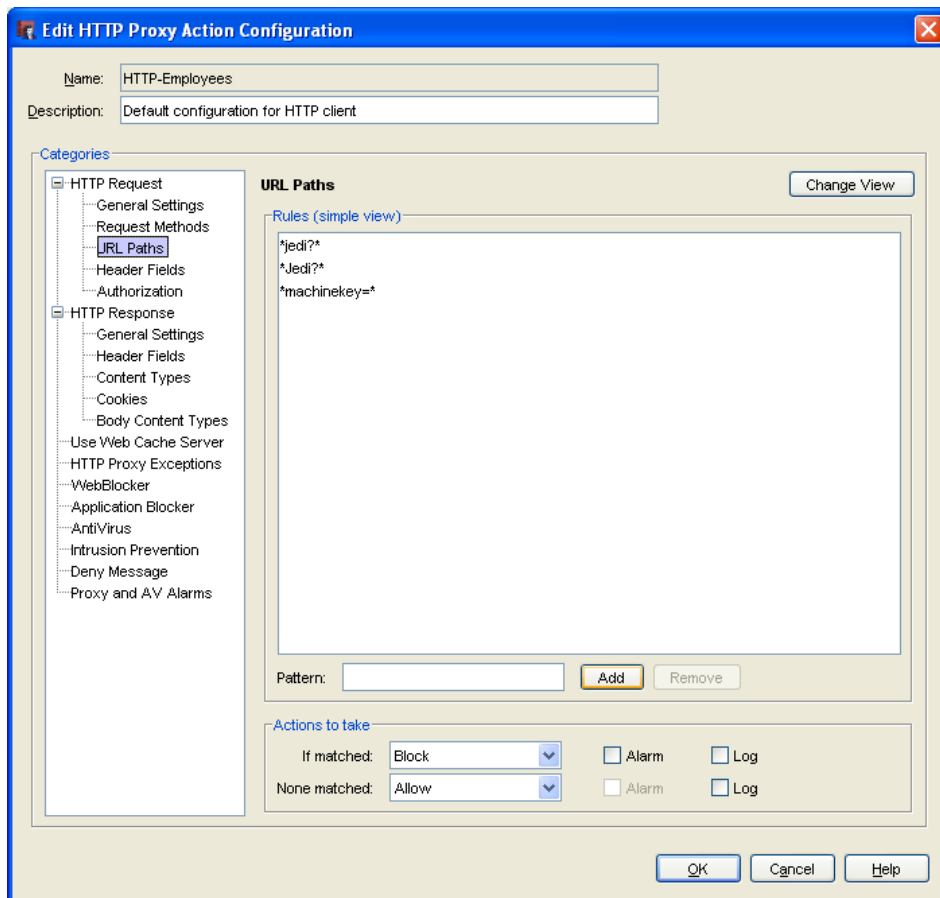 Edit HTTP Proxy Action Configuration
Name: HTTP-Employees
Description: Default configuration for HTTP client
Categories
HTTP Request
General Settings
Request Methods
URL Paths
Header Fields
Authorization
HTTP Response
General Settings
Header Fields
Content Types
Cookies
Body Content Types
Use Web Cache Server
HTTP Proxy Exceptions
WebBlocker
Application Blocker
AntiVirus
Intrusion Prevention
Deny Message
Proxy and AV Alarms
URL Paths Change View
Rules (simple view)
*jedi?*
*Jedi?*
*machinekey=*
Pattern: Add Remove
Actions to take
If matched: Block Alarm Log
None matched: Allow Alarm Log
OK Cancel Help